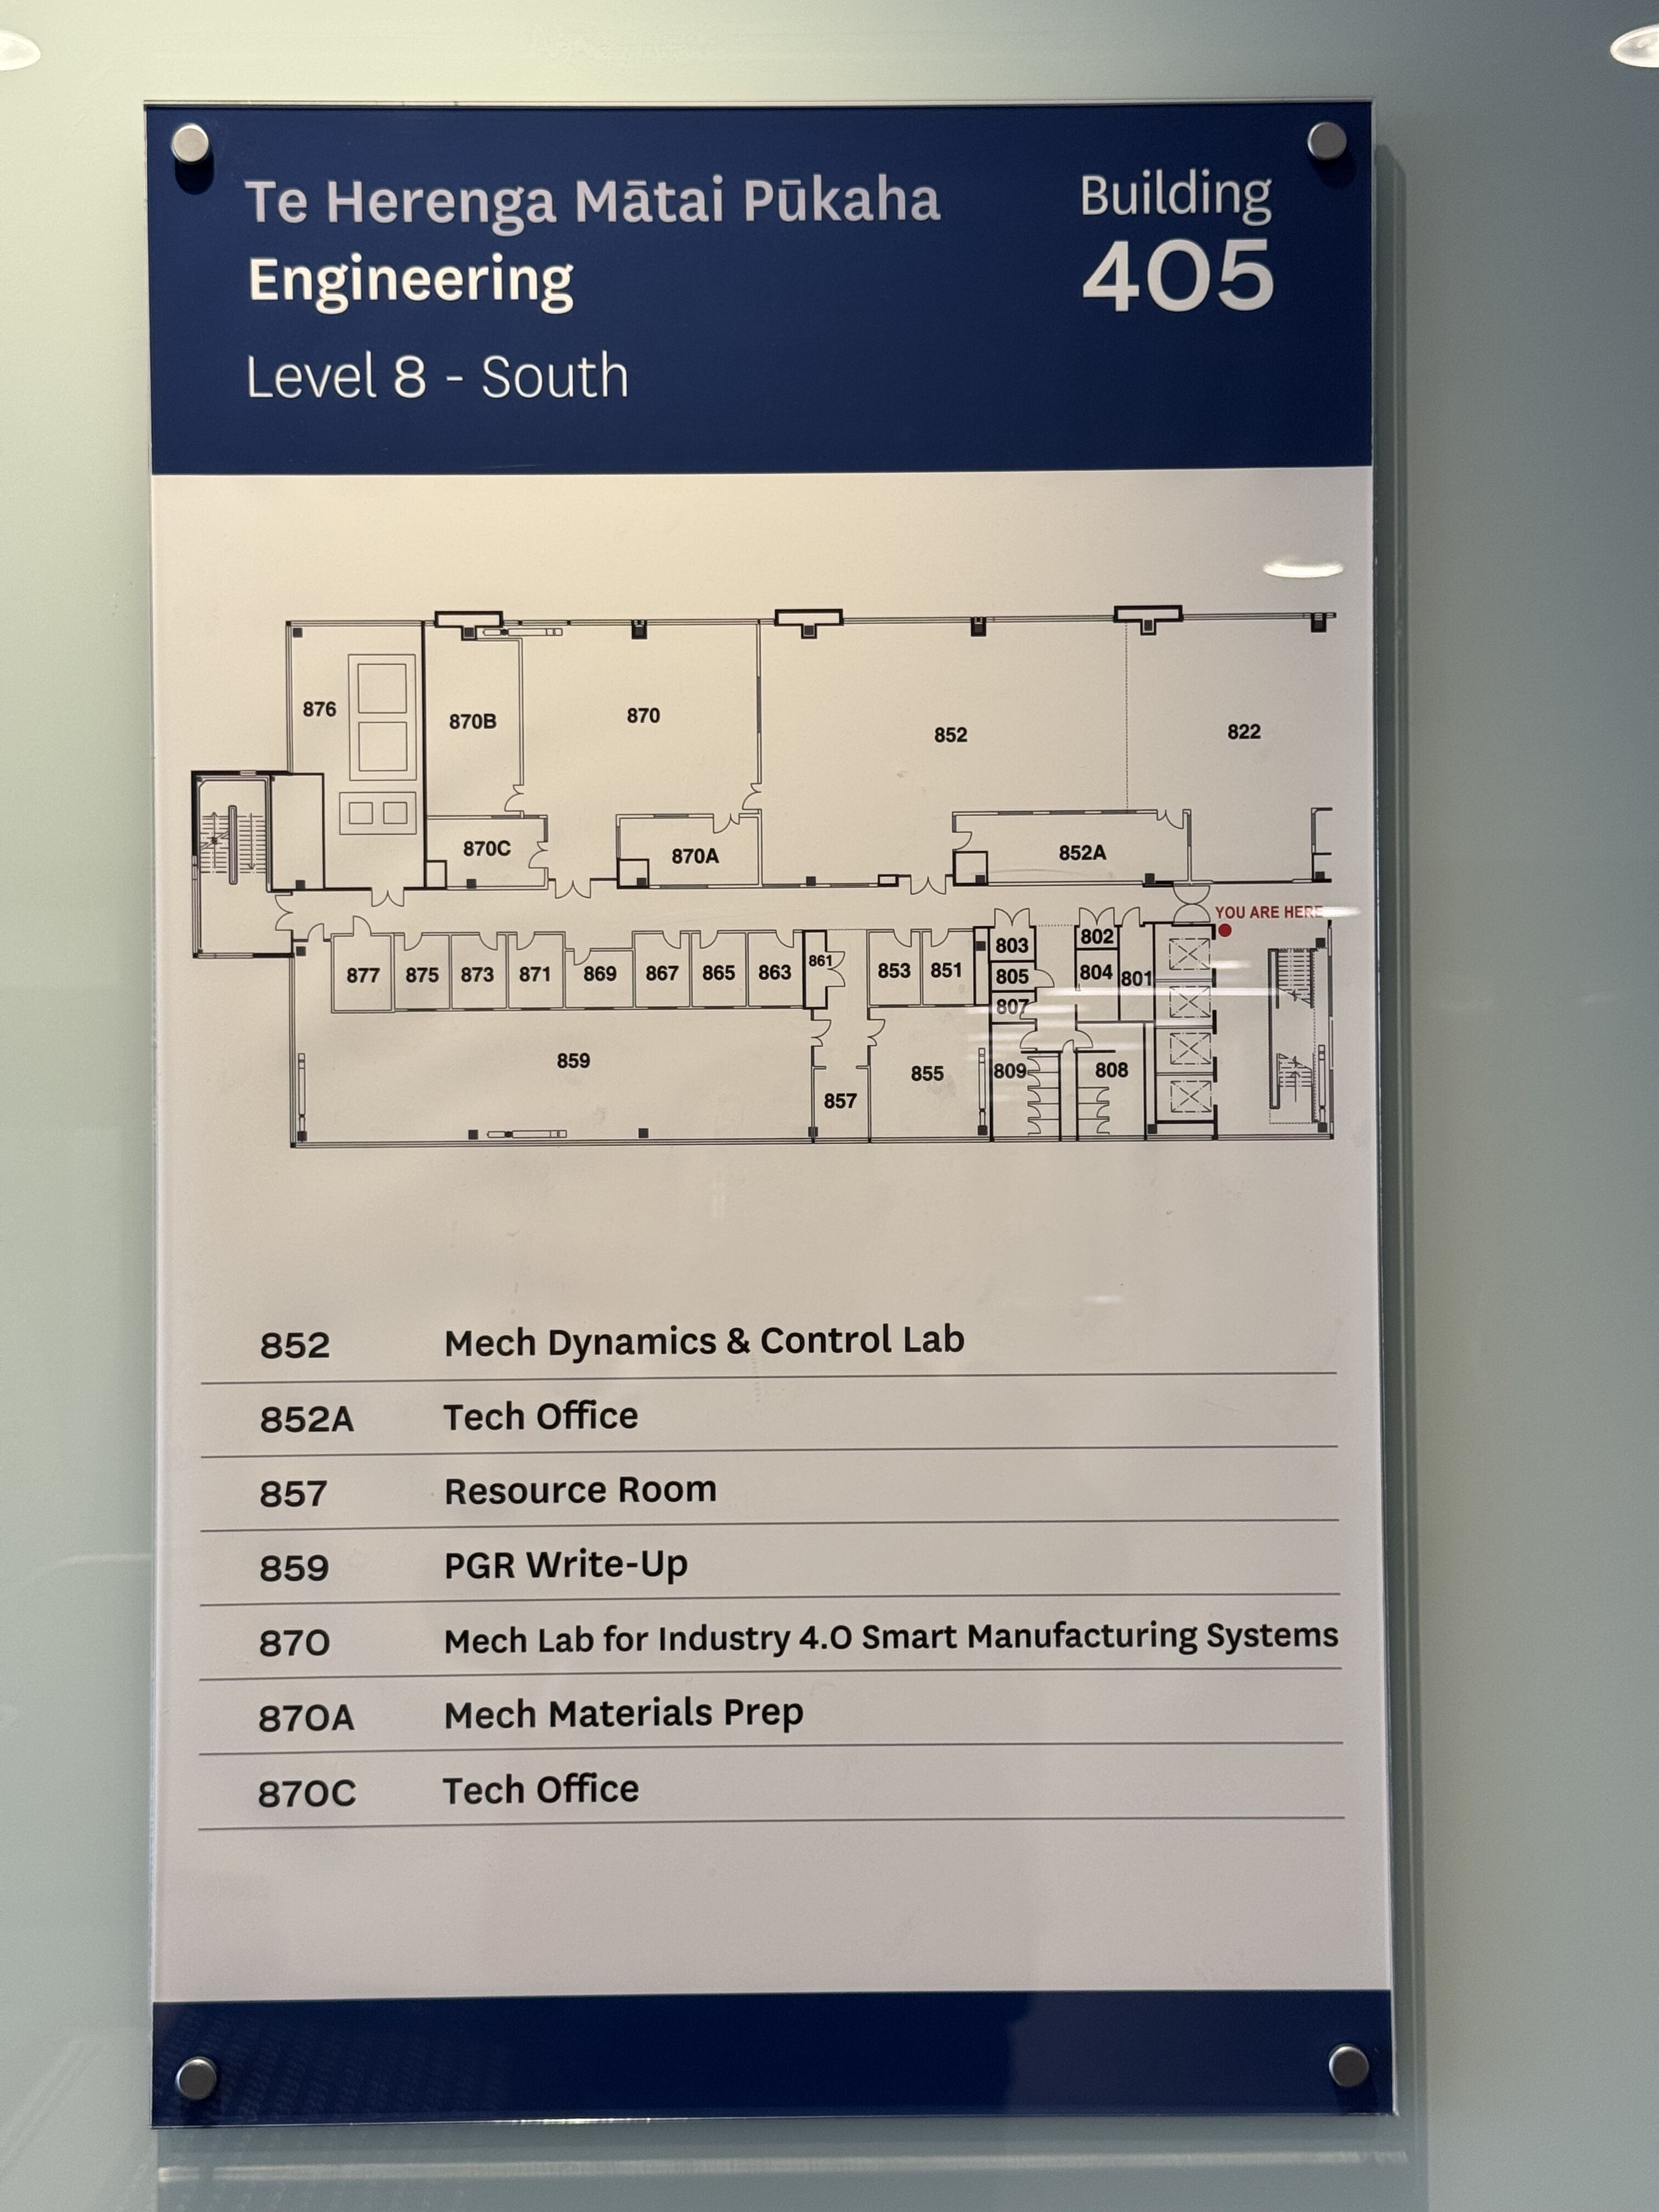 Te Herenga Mātai Pūkaha
Engineering
Level 8 - South
Building
405
876
870B
870
852
822
870C
870A
852A
YOU ARE HERE
877
875
873
871
869
867
865
863
861
853
851
803
805
807
802
804
801
859
857
855
809
808
852 Mech Dynamics & Control Lab
852A Tech Office
857 Resource Room
859 PGR Write-Up
870 Mech Lab for Industry 4.0 Smart Manufacturing Systems
870A Mech Materials Prep
870C Tech Office